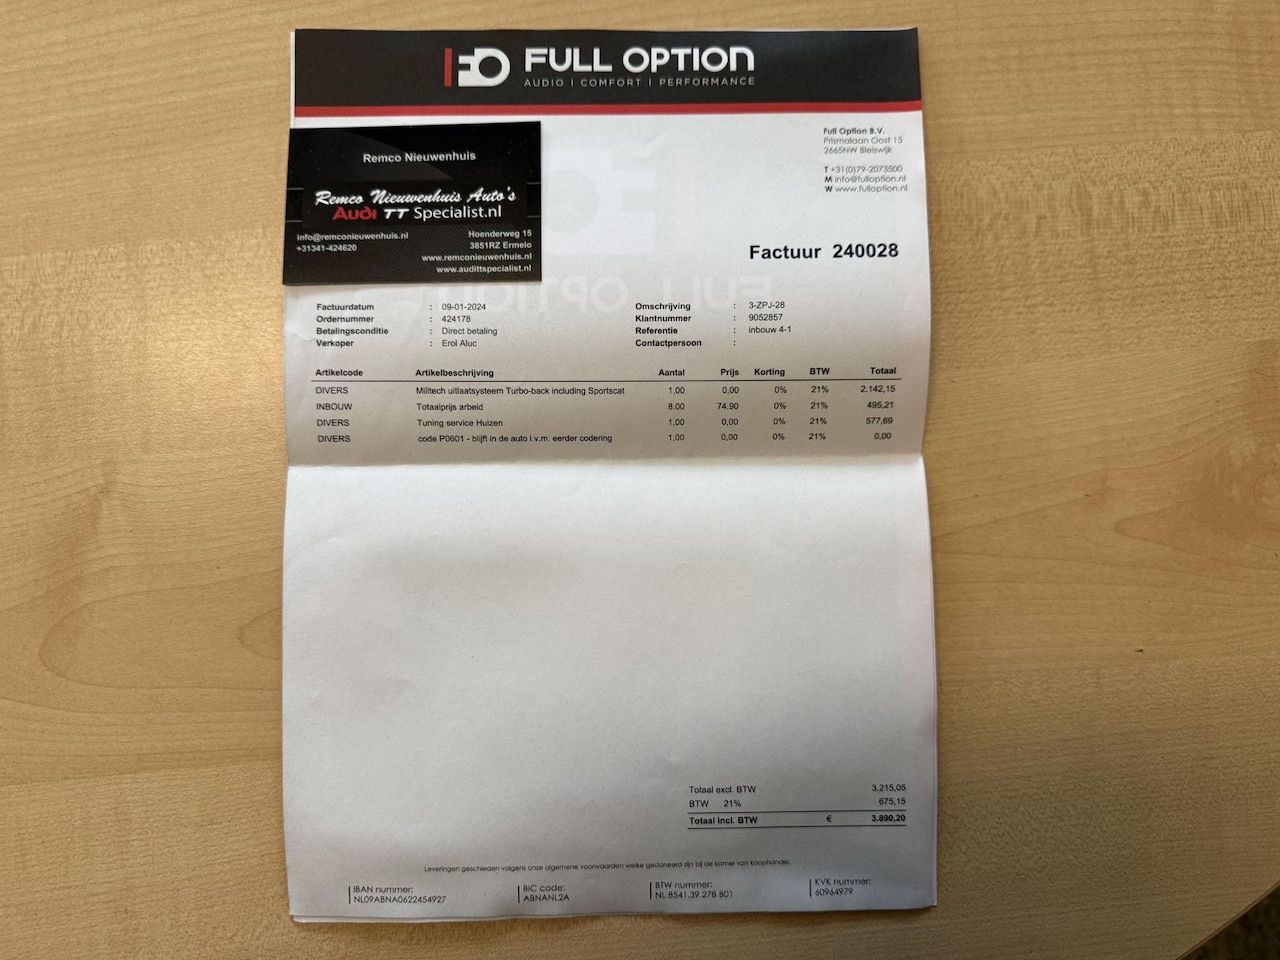 FO FULL OPTION
AUDIO | COMFORT | PERFORMANCE
Full Option B.V.
Prismalaan Oost 15
2665NW Bleiswijk
T +31(0)79-2073500
M info@fulloption.nl
W www.fulloption.nl
Remco Nieuwenhuis
Remco Nieuwenhuis Auto's
Audi TT Specialist.nl
info@remconieuwenhuis.nl
+31341-424620
Hoenderweg 15
3851RZ Ermelo
www.remconieuwenhuis.nl
www.audittspecialist.nl
Factuur 240028
Factuurdatum : 09-01-2024
Ordernummer : 424178
Betalingsconditie : Direct betaling
Verkoper : Erol Aluc
Omschrijving : 3-ZPJ-28
Klantnummer : 9052857
Referentie : inbouw 4-1
Contactpersoon :
Artikelcode Artikelbeschrijving Aantal Prijs Korting BTW Totaal
DIVERS Milltech uitlaatsysteem Turbo-back including Sportscat 1,00 0,00 0% 21% 2.142,15
INBOUW Totaalprijs arbeid 8,00 74,90 0% 21% 495,21
DIVERS Tuning service Huizen 1,00 0,00 0% 21% 577,69
DIVERS code P0601 - blijft in de auto i.v.m. eerder codering 1,00 0,00 0% 21% 0,00
Totaal excl. BTW 3.215,05
BTW 21% 675,15
Totaal incl. BTW € 3.890,20
Leveringen geschieden volgens onze algemene voorwaarden welke gedoneerd zijn bij de kamer van koophandel.
IBAN nummer:
NL09ABNA0622454927
BIC code:
ABNANL2A
BTW nummer:
NL 8541.39.278 B01
KVK nummer:
60964979